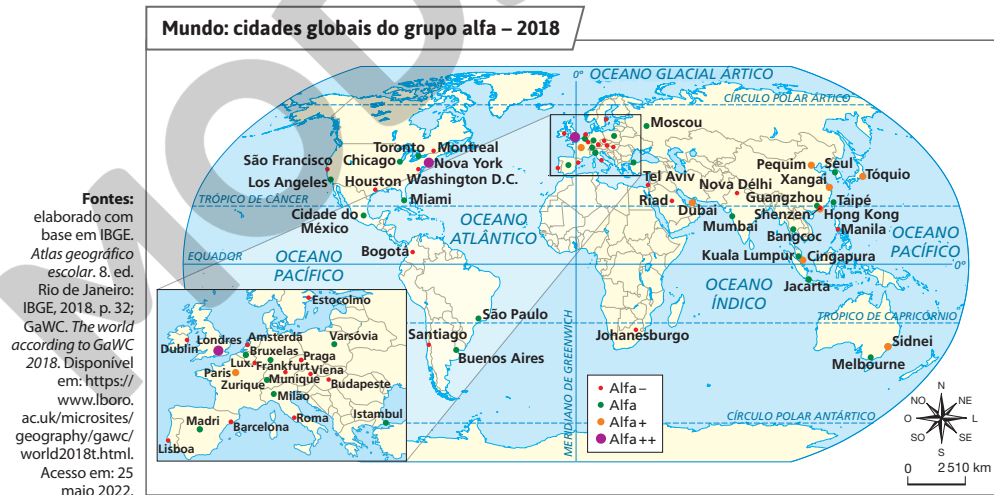 Mundo: cidades globais do grupo alfa – 2018
Fontes:
elaborado com
base em IBGE.
Atlas geográfico
escolar. 8. ed.
Rio de Janeiro:
IBGE, 2018. p. 32;
GaWC. The world
according to GaWC
2018. Disponível
em: https://
www.lboro.
ac.uk/microsites/
geography/gawc/
world2018t.html.
Acesso em: 25
maio 2022.
0° OCEANO GLACIAL ÁRTICO
CÍRCULO POLAR ÁRTICO
Moscou
Toronto
Montreal
São Francisco
Chicago
Nova York
Los Angeles
Houston
Washington D.C.
Miami
TRÓPICO DE CÂNCER
Cidade do
México
OCEANO
ATLÂNTICO
Bogotá
EQUADOR
OCEANO
PACÍFICO
Tel Aviv
Riad
Dubai
Nova Délhi
Mumbai
Pequim
Seul
Xangai
Tóquio
Guangzhou
Taipé
Shenzen
Hong Kong
Bangcoc
Manila
OCEANO
PACÍFICO
Kuala Lumpur
Cingapura
0°
OCEANO
ÍNDICO
Jacarta
São Paulo
Santiago
Buenos Aires
Johanesburgo
TRÓPICO DE CAPRICÓRNIO
Sidnei
Melbourne
MERIDIANO DE GREENWICH
CÍRCULO POLAR ANTÁRTICO
Estocolmo
Dublin
Londres
Amsterdã
Varsóvia
Bruxelas
Praga
Lux.
Frankfurt
Viena
Paris
Zurique
Munique
Budapeste
Milão
Madri
Barcelona
Roma
Istambul
Lisboa
Alfa–
Alfa
Alfa+
Alfa++
N
NO
NE
O
L
SO
SE
S
0 2 510 km
MOD